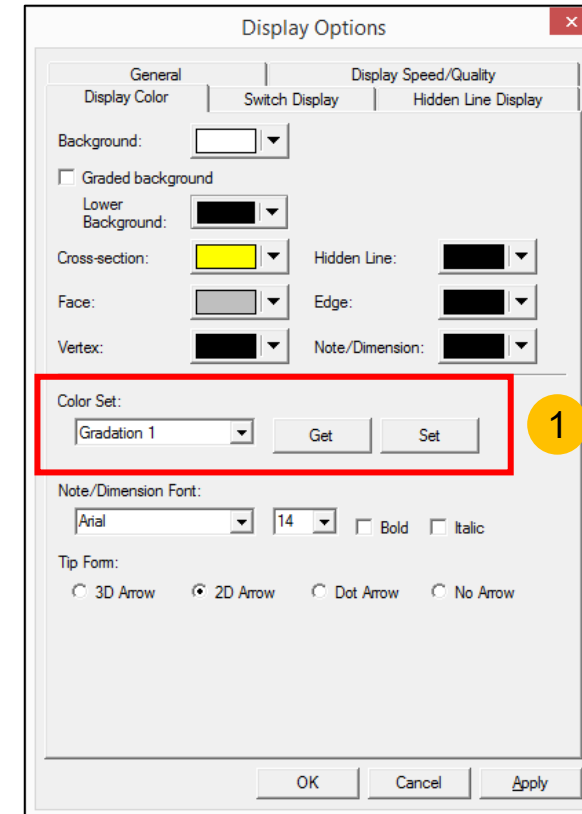 Display Options
General Display Speed/Quality
Display Color Switch Display Hidden Line Display
Background:
Graded background
Lower
Background:
Cross-section: Hidden Line:
Face: Edge:
Vertex: Note/Dimension:
Color Set:
Gradation 1 Get Set
1
Note/Dimension Font:
Arial 14 Bold Italic
Tip Form:
3D Arrow 2D Arrow Dot Arrow No Arrow
OK Cancel Apply